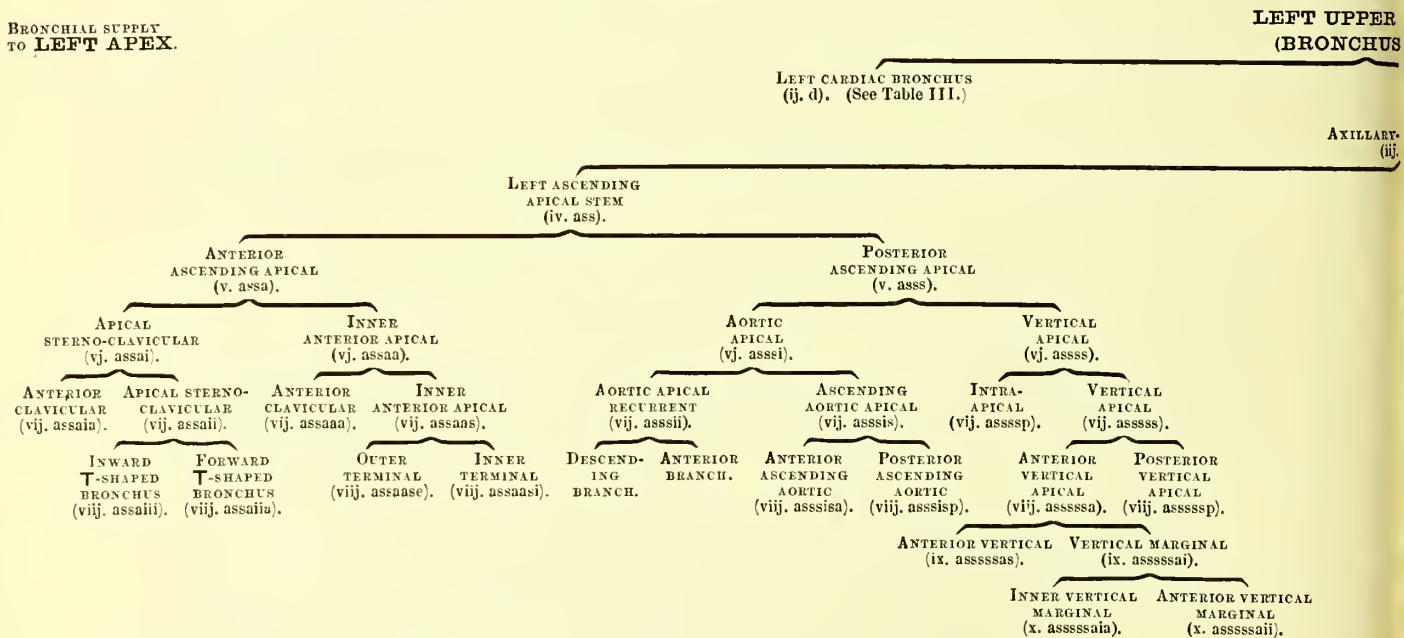 BRONCHIAL SUPPLY
TO LEFT APEX.
LEFT UPPER
(BRONCHUS
LEFT CARDIAC BRONCHUS
(ij. d). (See Table III.)
AXILLARY-
(iij.
LEFT ASCENDING
APICAL STEM
(iv. ass).
ANTERIOR
ASCENDING APICAL
(v. assa).
POSTERIOR
ASCENDING APICAL
(v. asss).
APICAL
STERNO-CLAVICULAR
(vj. assai).
INNER
ANTERIOR APICAL
(vj. assaa).
AORTIC
APICAL
(vj. asssi).
VERTICAL
APICAL
(vj. assss).
ANTERIOR
CLAVICULAR
(vij. assaia).
APICAL STERNO-
CLAVICULAR
(vij. assaii).
ANTERIOR
CLAVICULAR
(vij. assaaa).
INNER
ANTERIOR APICAL
(vij. assaas).
AORTIC APICAL
RECURRENT
(vij. asssii).
ASCENDING
AORTIC APICAL
(vij. asssis).
INTRA-
APICAL
(vij. assssp).
VERTICAL
APICAL
(vij. asssss).
INWARD
T-SHAPED
BRONCHUS
(viij. assaiii).
FORWARD
T-SHAPED
BRONCHUS
(viij. assaiia).
OUTER
TERMINAL
(viij. assaase).
INNER
TERMINAL
(viij. assaasi).
DESCEND-
ING
BRANCH.
ANTERIOR
BRANCH.
ANTERIOR
ASCENDING
AORTIC
(viij. asssisa).
POSTERIOR
ASCENDING
AORTIC
(viij. asssisp).
ANTERIOR
VERTICAL
APICAL
(viij. asssssa).
POSTERIOR
VERTICAL
APICAL
(viij. asssssp).
ANTERIOR VERTICAL
(ix. asssssas).
VERTICAL MARGINAL
(ix. asssssai).
INNER VERTICAL
MARGINAL
(x. asssssaia).
ANTERIOR VERTICAL
MARGINAL
(x. asssssaii).